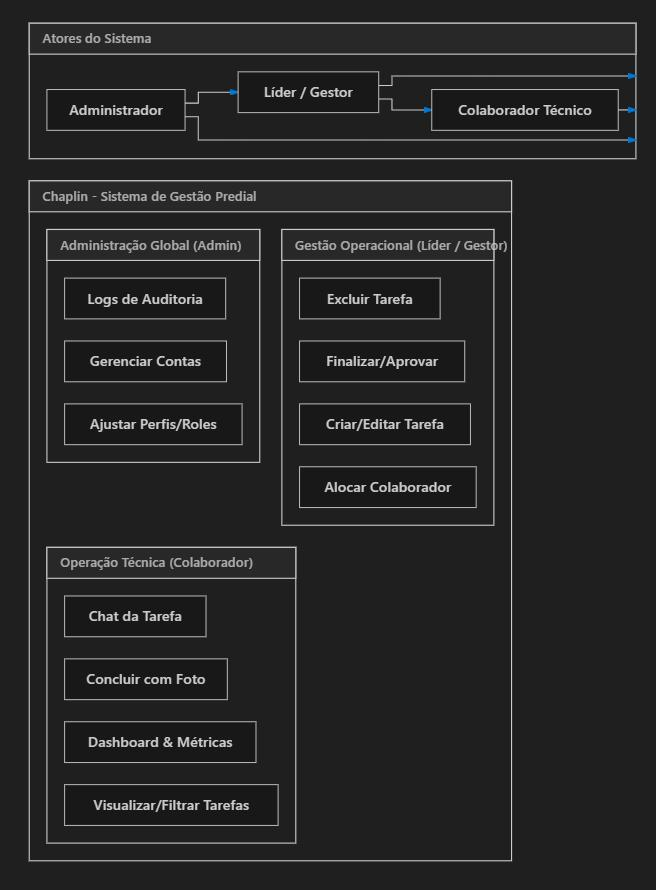 Atores do Sistema
Administrador
Líder / Gestor
Colaborador Técnico
Chaplin - Sistema de Gestão Predial
Administração Global (Admin)
Logs de Auditoria
Gerenciar Contas
Ajustar Perfis/Roles
Gestão Operacional (Líder / Gestor)
Excluir Tarefa
Finalizar/Aprovar
Criar/Editar Tarefa
Alocar Colaborador
Operação Técnica (Colaborador)
Chat da Tarefa
Concluir com Foto
Dashboard & Métricas
Visualizar/Filtrar Tarefas